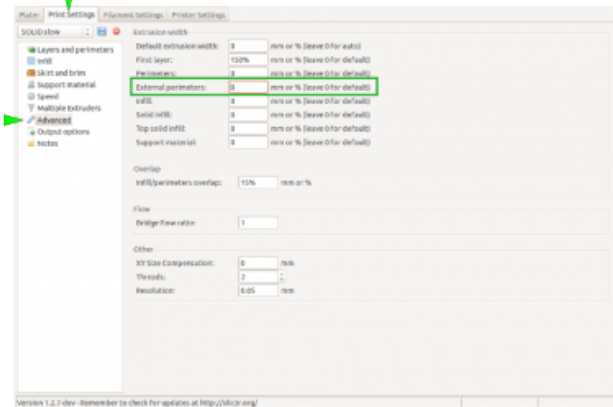 Plater Print Settings Filament Settings Printer Settings
SOLID slow
Layers and perimeters
Infill
Skirt and brim
Support material
Speed
Multiple Extruders
Advanced
Output options
Notes
Extrusion width
Default extrusion width: 0 mm or % (leave 0 for auto)
First layer: 150% mm or % (leave 0 for default)
Perimeters: 0 mm or % (leave 0 for default)
External perimeters: 0 mm or % (leave 0 for default)
Infill: 0 mm or % (leave 0 for default)
Solid infill: 0 mm or % (leave 0 for default)
Top solid infill: 0 mm or % (leave 0 for default)
Support material: 0 mm or % (leave 0 for default)
Overlap
Infill/perimeters overlap: 15% mm or %
Flow
Bridge flow ratio: 1
Other
XY Size Compensation: 0 mm
Threads: 2
Resolution: 0.05 mm
Version 1.2.7-dev - Remember to check for updates at http://slic3r.org/